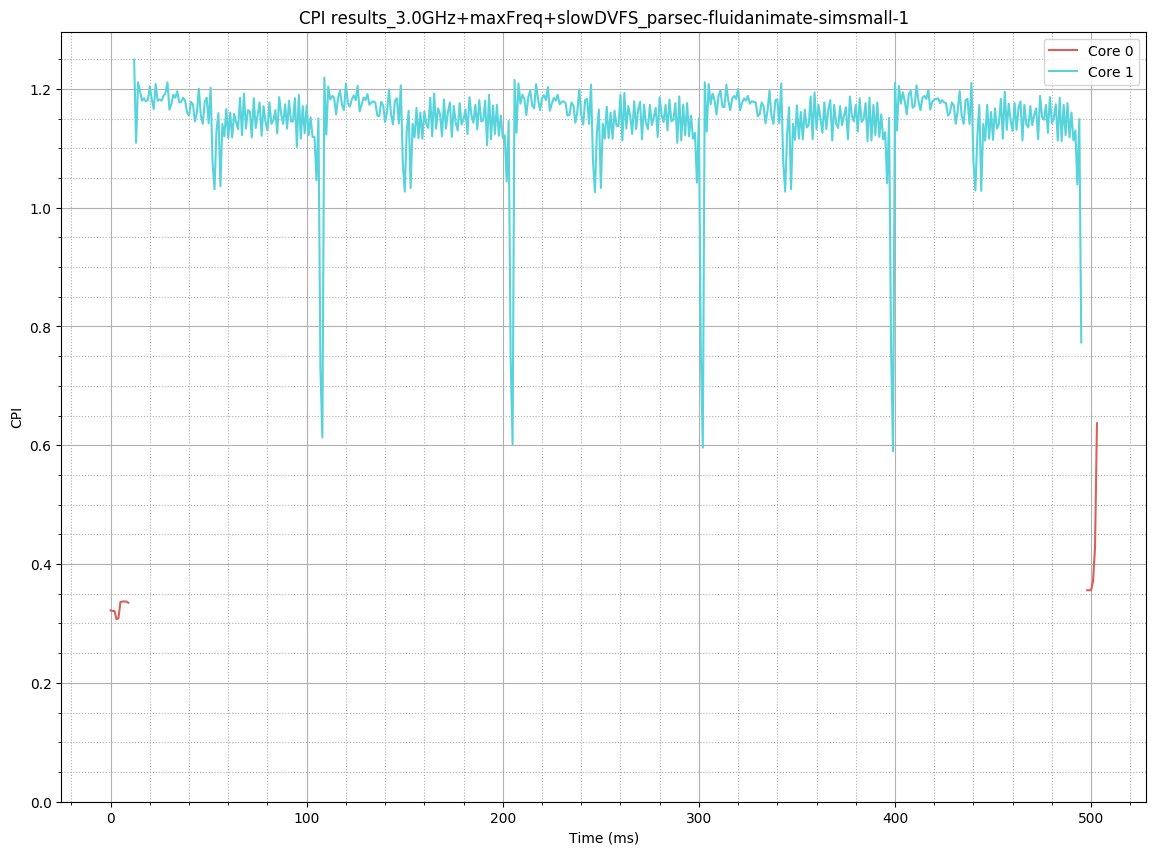 CPI results_3.0GHz+maxFreq+slowDVFS_parsec-fluidanimate-simsmall-1
Core 0
Core 1
1.2
1.0
0.8
0.6
0.4
0.2
0.0
CPI
0 100 200 300 400 500
Time (ms)